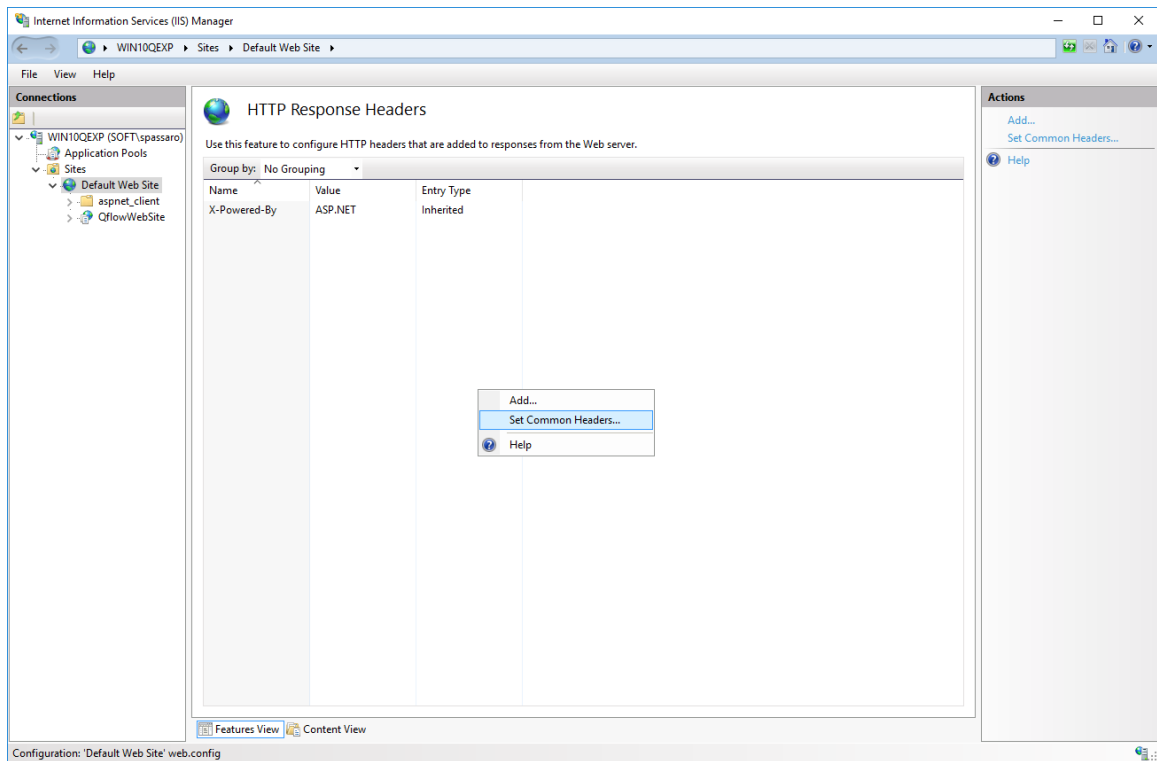 Internet Information Services (IIS) Manager
WIN10QEXP Sites Default Web Site
File View Help
Connections
WIN10QEXP (SOFT\spassaro)
Application Pools
Sites
Default Web Site
aspnet_client
QflowWebSite
HTTP Response Headers
Use this feature to configure HTTP headers that are added to responses from the Web server.
Group by: No Grouping
Name Value Entry Type
X-Powered-By ASP.NET Inherited
Add...
Set Common Headers...
Help
Features View Content View
Actions
Add...
Set Common Headers...
Help
Configuration: 'Default Web Site' web.config